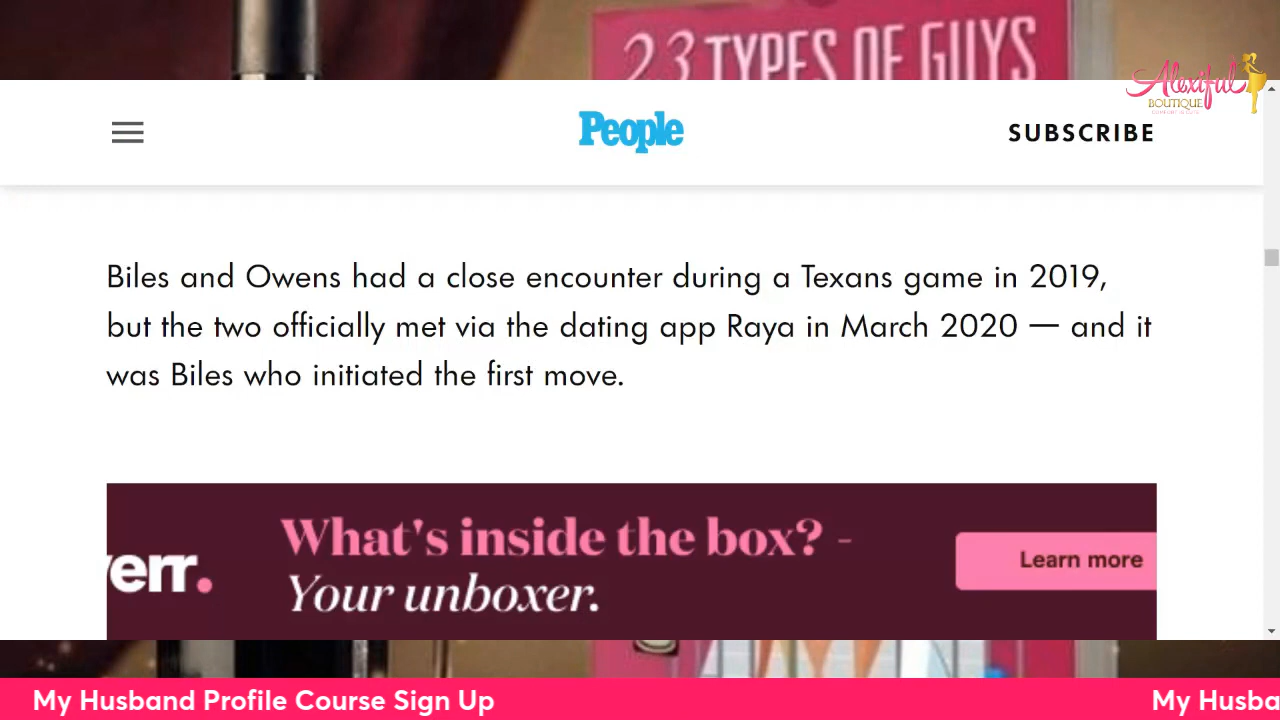 23 TYPES OF GUYS
Alexiful
BOUTIQUE
People
SUBSCRIBE
Biles and Owens had a close encounter during a Texans game in 2019,
but the two officially met via the dating app Raya in March 2020 — and it
was Biles who initiated the first move.
verr.
What's inside the box? -
Your unboxer.
Learn more
My Husband Profile Course Sign Up
My Husba